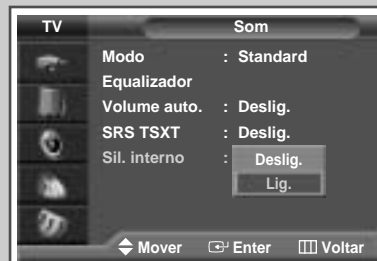 TV Som
Modo : Standard
Equalizador
Volume auto. : Deslig.
SRS TSXT : Deslig.
Sil. interno : Deslig.
Lig.
Mover Enter Voltar